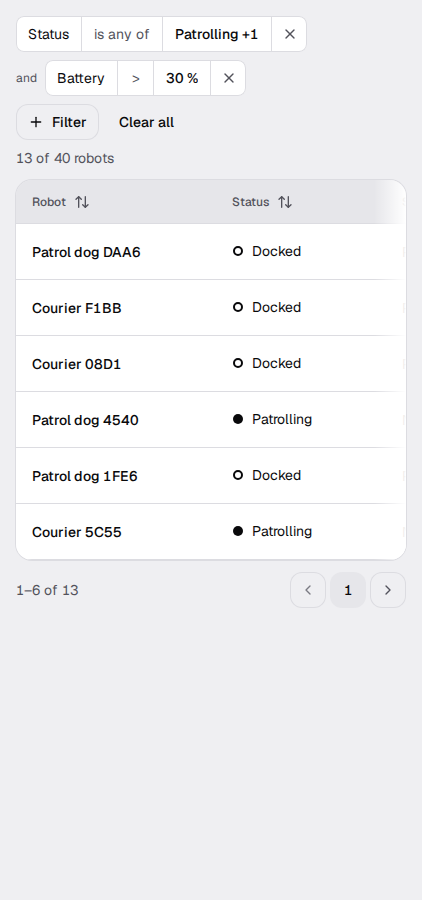 Status is any of Patrolling +1
and Battery > 30 %
Filter Clear all
13 of 40 robots
Robot Status
Patrol dog DAA6 Docked
Courier F1BB Docked
Courier 08D1 Docked
Patrol dog 4540 Patrolling
Patrol dog 1FE6 Docked
Courier 5C55 Patrolling
1–6 of 13 1